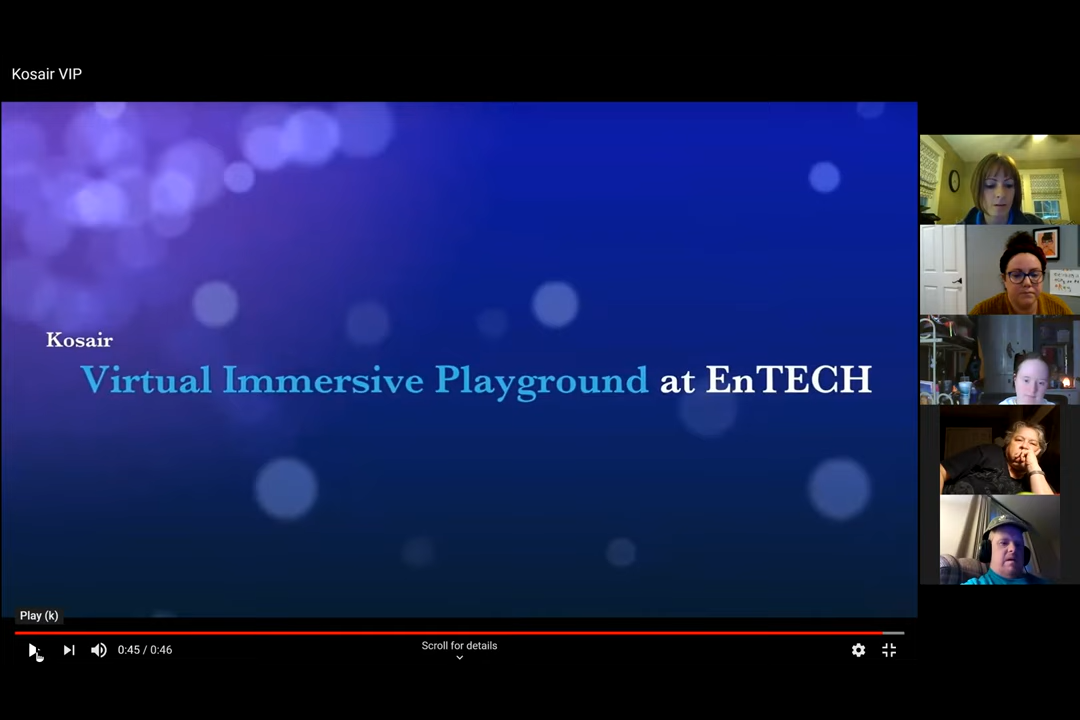 Kosair VIP
Kosair
Virtual Immersive Playground at EnTECH
Play (k)
0:45 / 0:46
Scroll for details